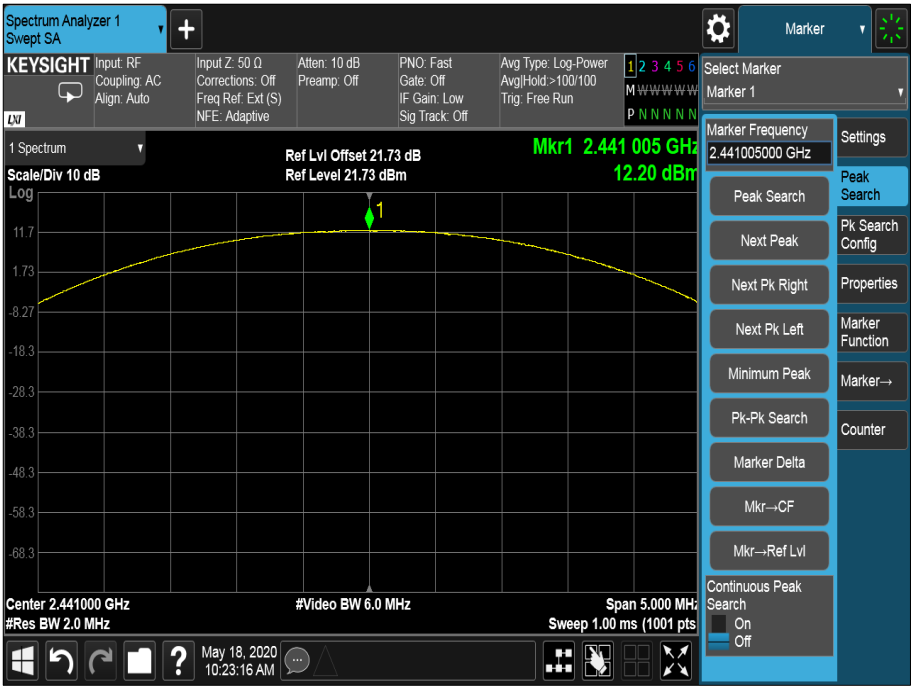 Spectrum Analyzer 1
Swept SA
+
Marker
KEYSIGHT
LXI
Input: RF
Coupling: AC
Align: Auto
Input Z: 50 Ω
Corrections: Off
Freq Ref: Ext (S)
NFE: Adaptive
Atten: 10 dB
Preamp: Off
PNO: Fast
Gate: Off
IF Gain: Low
Sig Track: Off
Avg Type: Log-Power
Avg|Hold:>100/100
Trig: Free Run
1 2 3 4 5 6
M W W W W W
P N N N N N
Select Marker
Marker 1
1 Spectrum
Scale/Div 10 dB
Ref Lvl Offset 21.73 dB
Ref Level 21.73 dBm
Mkr1 2.441 005 GHz
12.20 dBm
Log
1
11.7
1.73
-8.27
-18.3
-28.3
-38.3
-48.3
-58.3
-68.3
Center 2.441000 GHz
#Res BW 2.0 MHz
#Video BW 6.0 MHz
Span 5.000 MHz
Sweep 1.00 ms (1001 pts
Marker Frequency
2.441005000 GHz
Peak Search
Next Peak
Next Pk Right
Next Pk Left
Minimum Peak
Pk-Pk Search
Marker Delta
Mkr→CF
Mkr→Ref Lvl
Continuous Peak
Search
On
Off
Settings
Peak
Search
Pk Search
Config
Properties
Marker
Function
Marker→
Counter
?
May 18, 2020
10:23:16 AM